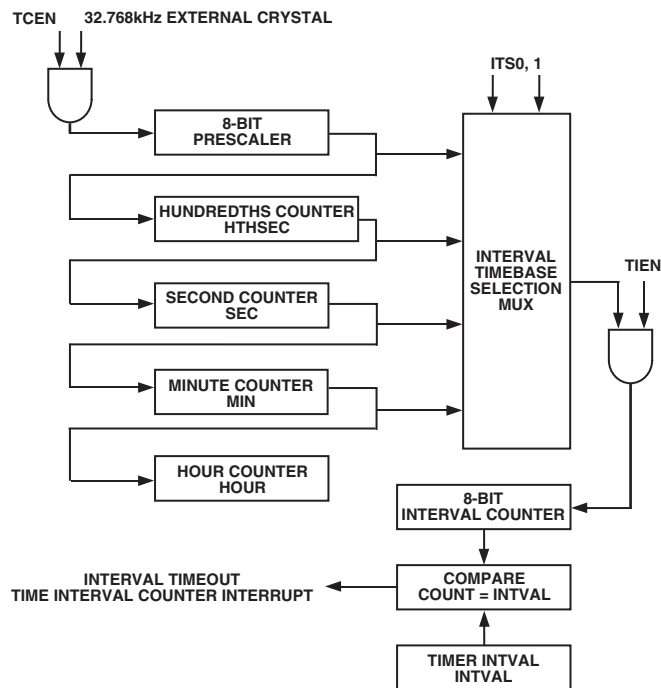 TCEN 32.768kHz EXTERNAL CRYSTAL
ITS0, 1
8-BIT
PRESCALER
HUNDREDTHS COUNTER
HTHSEC
INTERVAL
TIMEBASE
SELECTION
MUX
TIEN
SECOND COUNTER
SEC
MINUTE COUNTER
MIN
HOUR COUNTER
HOUR
8-BIT
INTERVAL COUNTER
INTERVAL TIMEOUT
TIME INTERVAL COUNTER INTERRUPT
COMPARE
COUNT = INTVAL
TIMER INTVAL
INTVAL